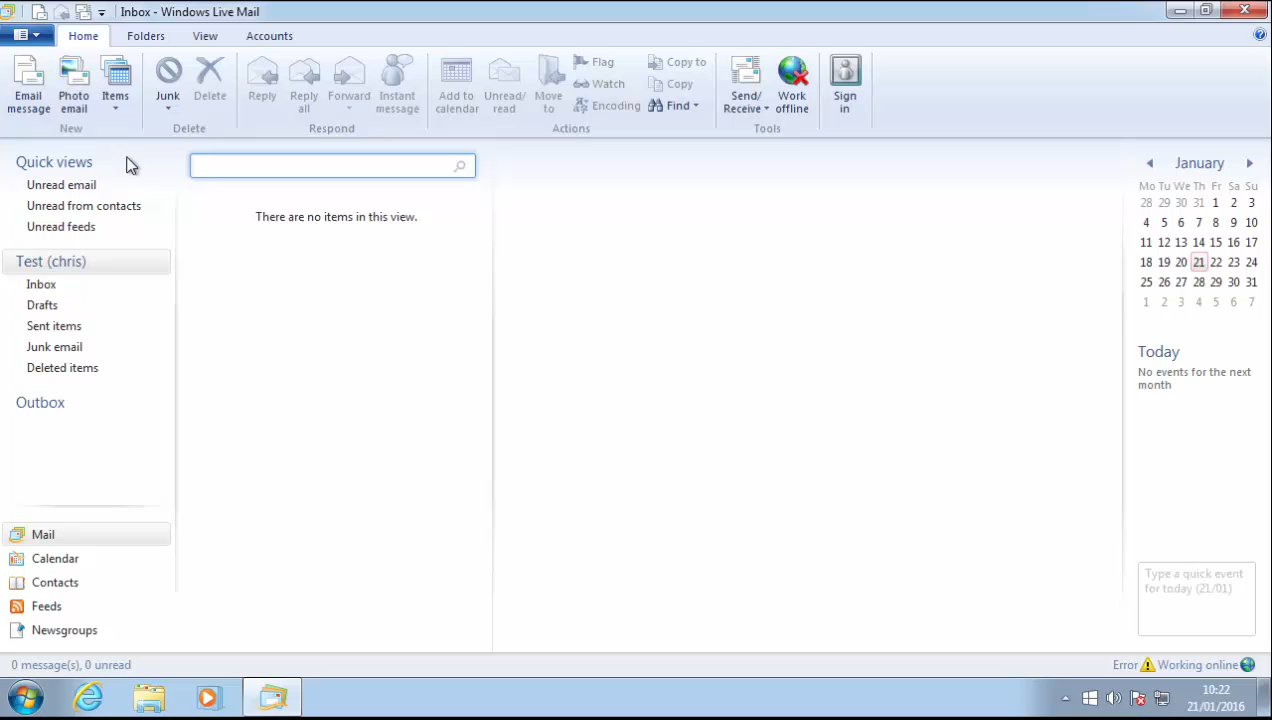 Inbox - Windows Live Mail
Home Folders View Accounts
Email message
Photo email
Items
New
Junk
Delete
Delete
Reply
Reply all
Forward
Instant message
Respond
Add to calendar
Unread/ read
Move to
Flag
Watch
Encoding
Copy to
Copy
Find
Actions
Send/ Receive
Work offline
Tools
Sign in
Quick views
Unread email
Unread from contacts
Unread feeds
Test (chris)
Inbox
Drafts
Sent items
Junk email
Deleted items
Outbox
Mail
Calendar
Contacts
Feeds
Newsgroups
There are no items in this view.
January
Mo Tu We Th Fr Sa Su
28 29 30 31 1 2 3
4 5 6 7 8 9 10
11 12 13 14 15 16 17
18 19 20 21 22 23 24
25 26 27 28 29 30 31
1 2 3 4 5 6 7
Today
No events for the next
month
Type a quick event
for today (21/01)
0 message(s), 0 unread
Error Working online
10:22
21/01/2016